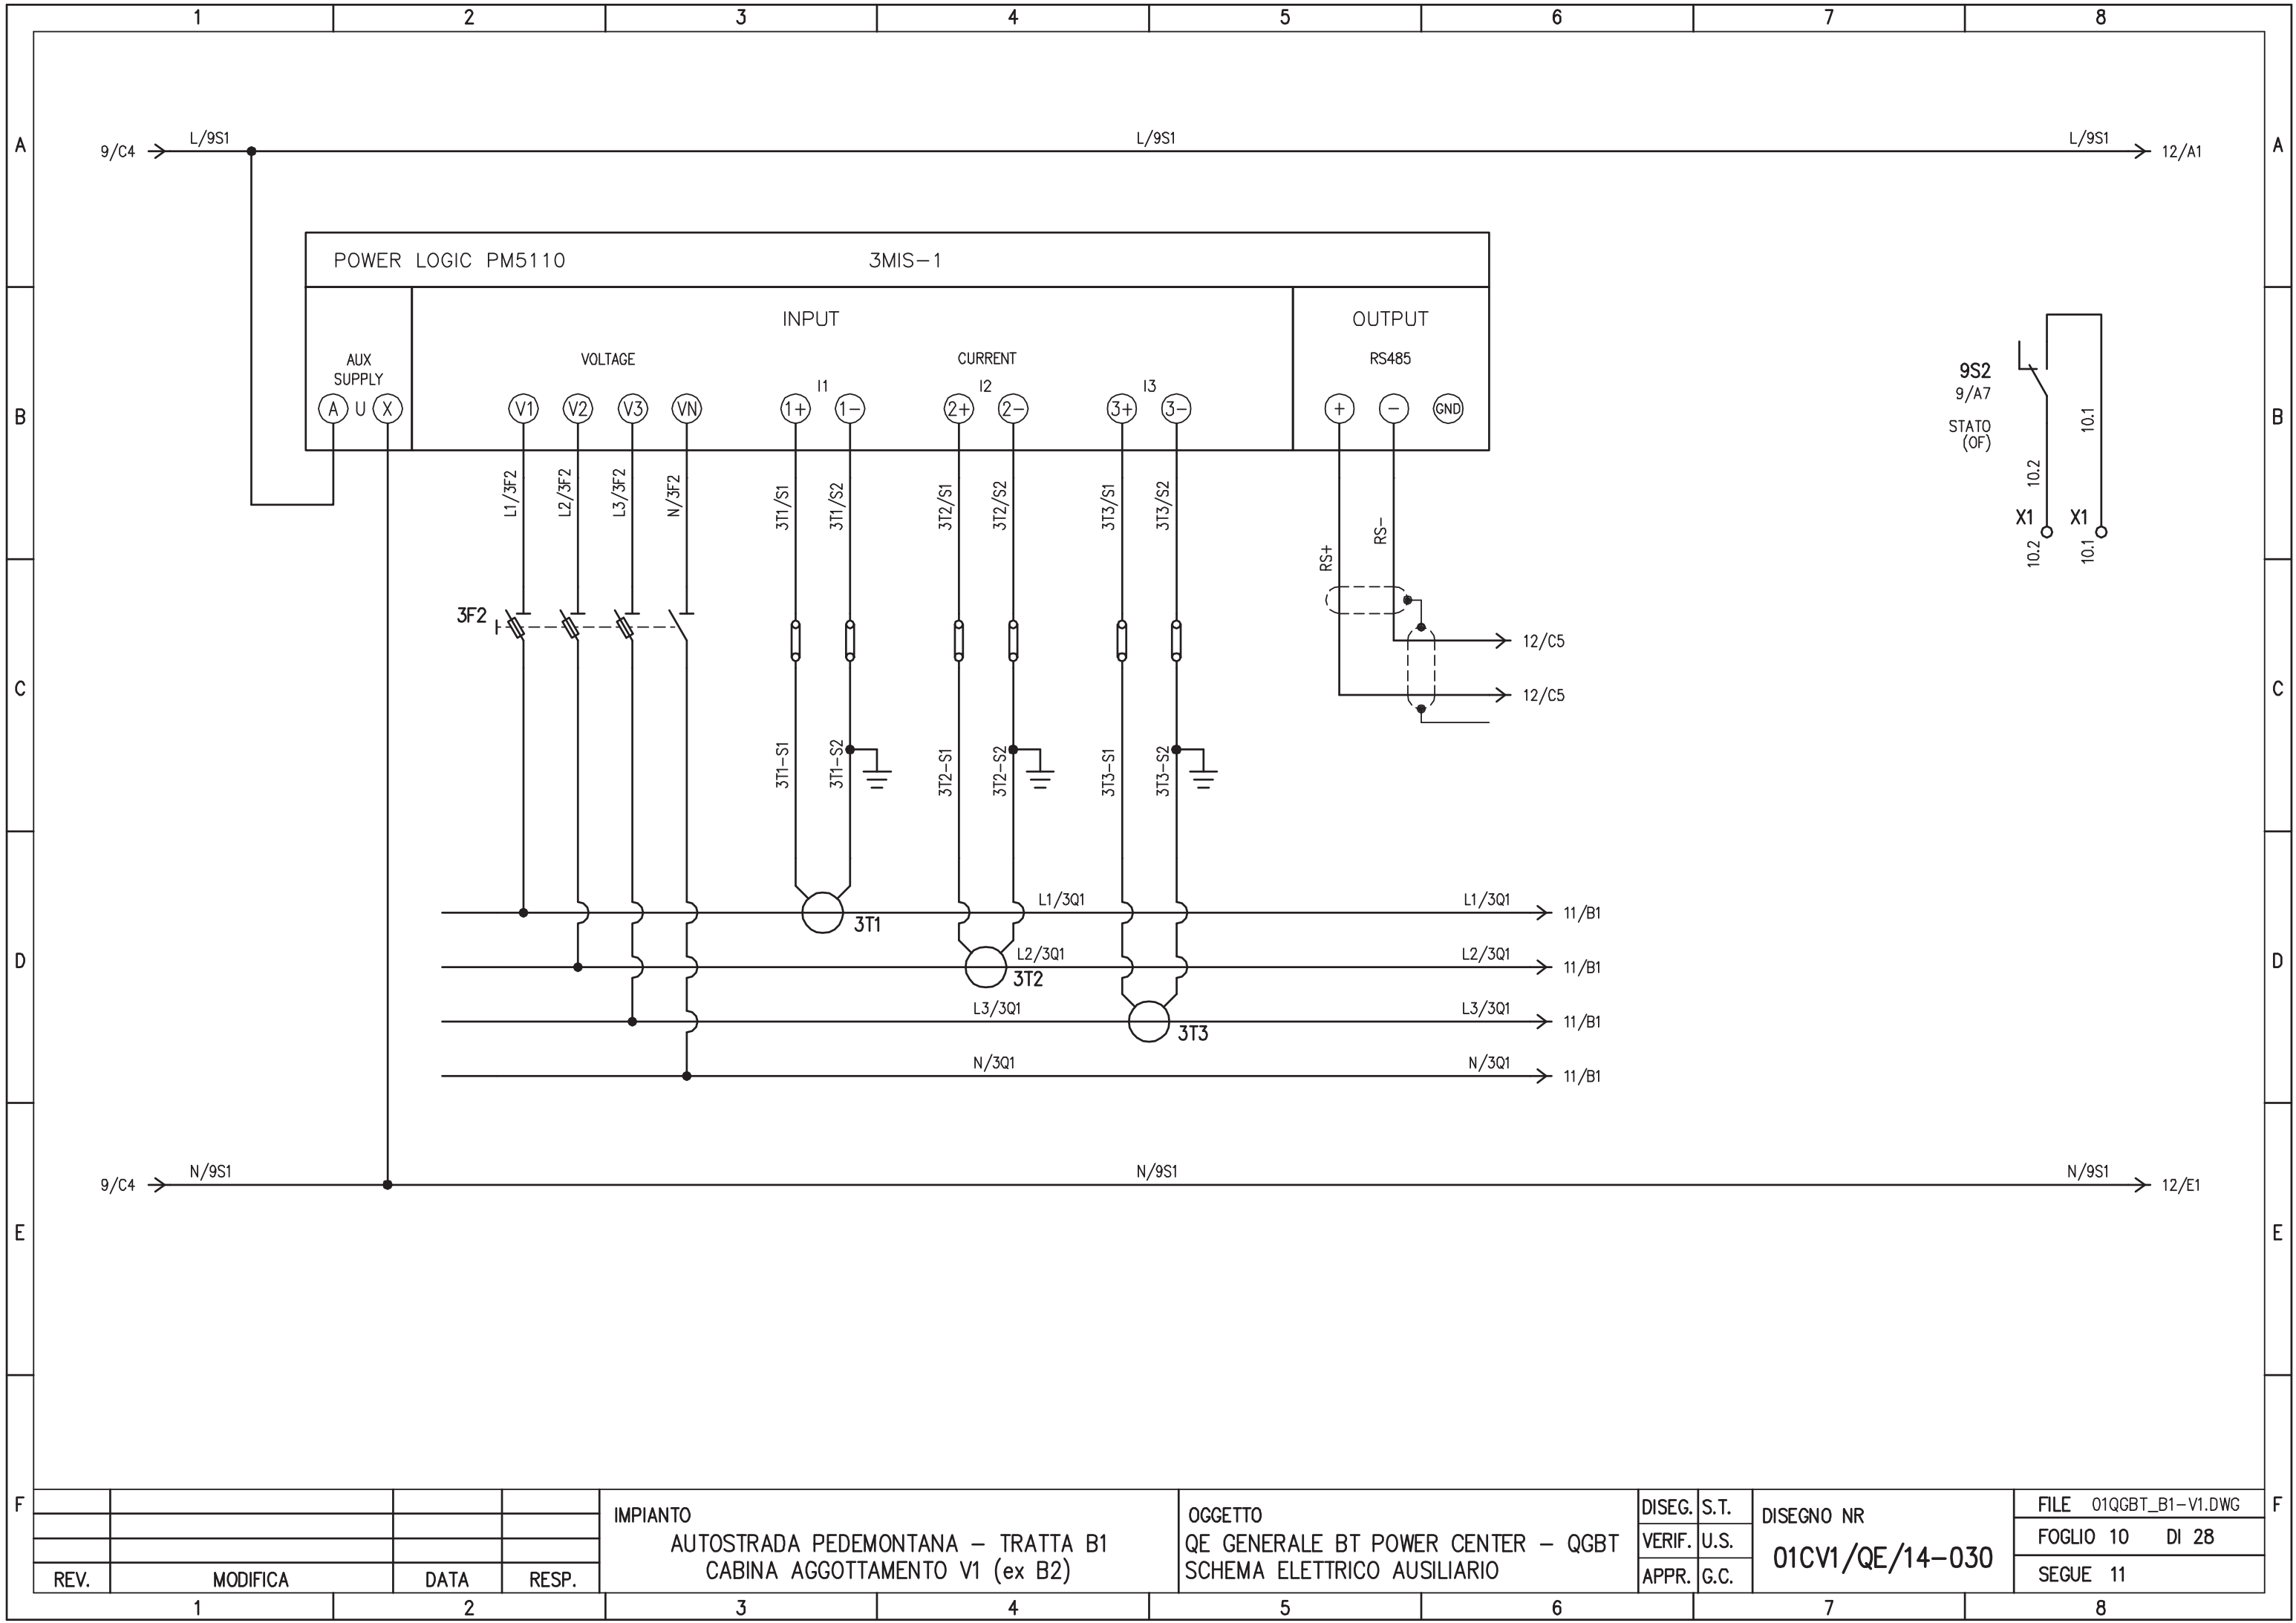 1 2 3 4 5 6 7 8
A A
9/C4 L/9S1 L/9S1 L/9S1 12/A1
POWER LOGIC PM5110 3MIS-1
INPUT OUTPUT
AUX SUPPLY VOLTAGE CURRENT RS485
I1 I2 I3
A U X V1 V2 V3 VN 1+ 1- 2+ 2- 3+ 3- + - GND
B B
9S2
9/A7
STATO
(OF)
10.2 10.1
X1 X1
10.2 10.1
L1/3F2 L2/3F2 L3/3F2 N/3F2 3T1/S1 3T1/S2 3T2/S1 3T2/S2 3T3/S1 3T3/S2 RS+ RS-
3F2
12/C5
12/C5
C C
3T1-S1 3T1-S2 3T2-S1 3T2-S2 3T3-S1 3T3-S2
L1/3Q1 L1/3Q1 11/B1
3T1
D D
L2/3Q1 L2/3Q1 11/B1
3T2
L3/3Q1 L3/3Q1 11/B1
3T3
N/3Q1 N/3Q1 11/B1
9/C4 N/9S1 N/9S1 N/9S1 12/E1
E E
F F
REV. MODIFICA DATA RESP.
IMPIANTO
AUTOSTRADA PEDEMONTANA - TRATTA B1
CABINA AGGOTTAMENTO V1 (ex B2)
OGGETTO
QE GENERALE BT POWER CENTER - QGBT
SCHEMA ELETTRICO AUSILIARIO
DISEG. S.T.
VERIF. U.S.
APPR. G.C.
DISEGNO NR
01CV1/QE/14-030
FILE 01QGBT_B1-V1.DWG
FOGLIO 10 DI 28
SEGUE 11
1 2 3 4 5 6 7 8